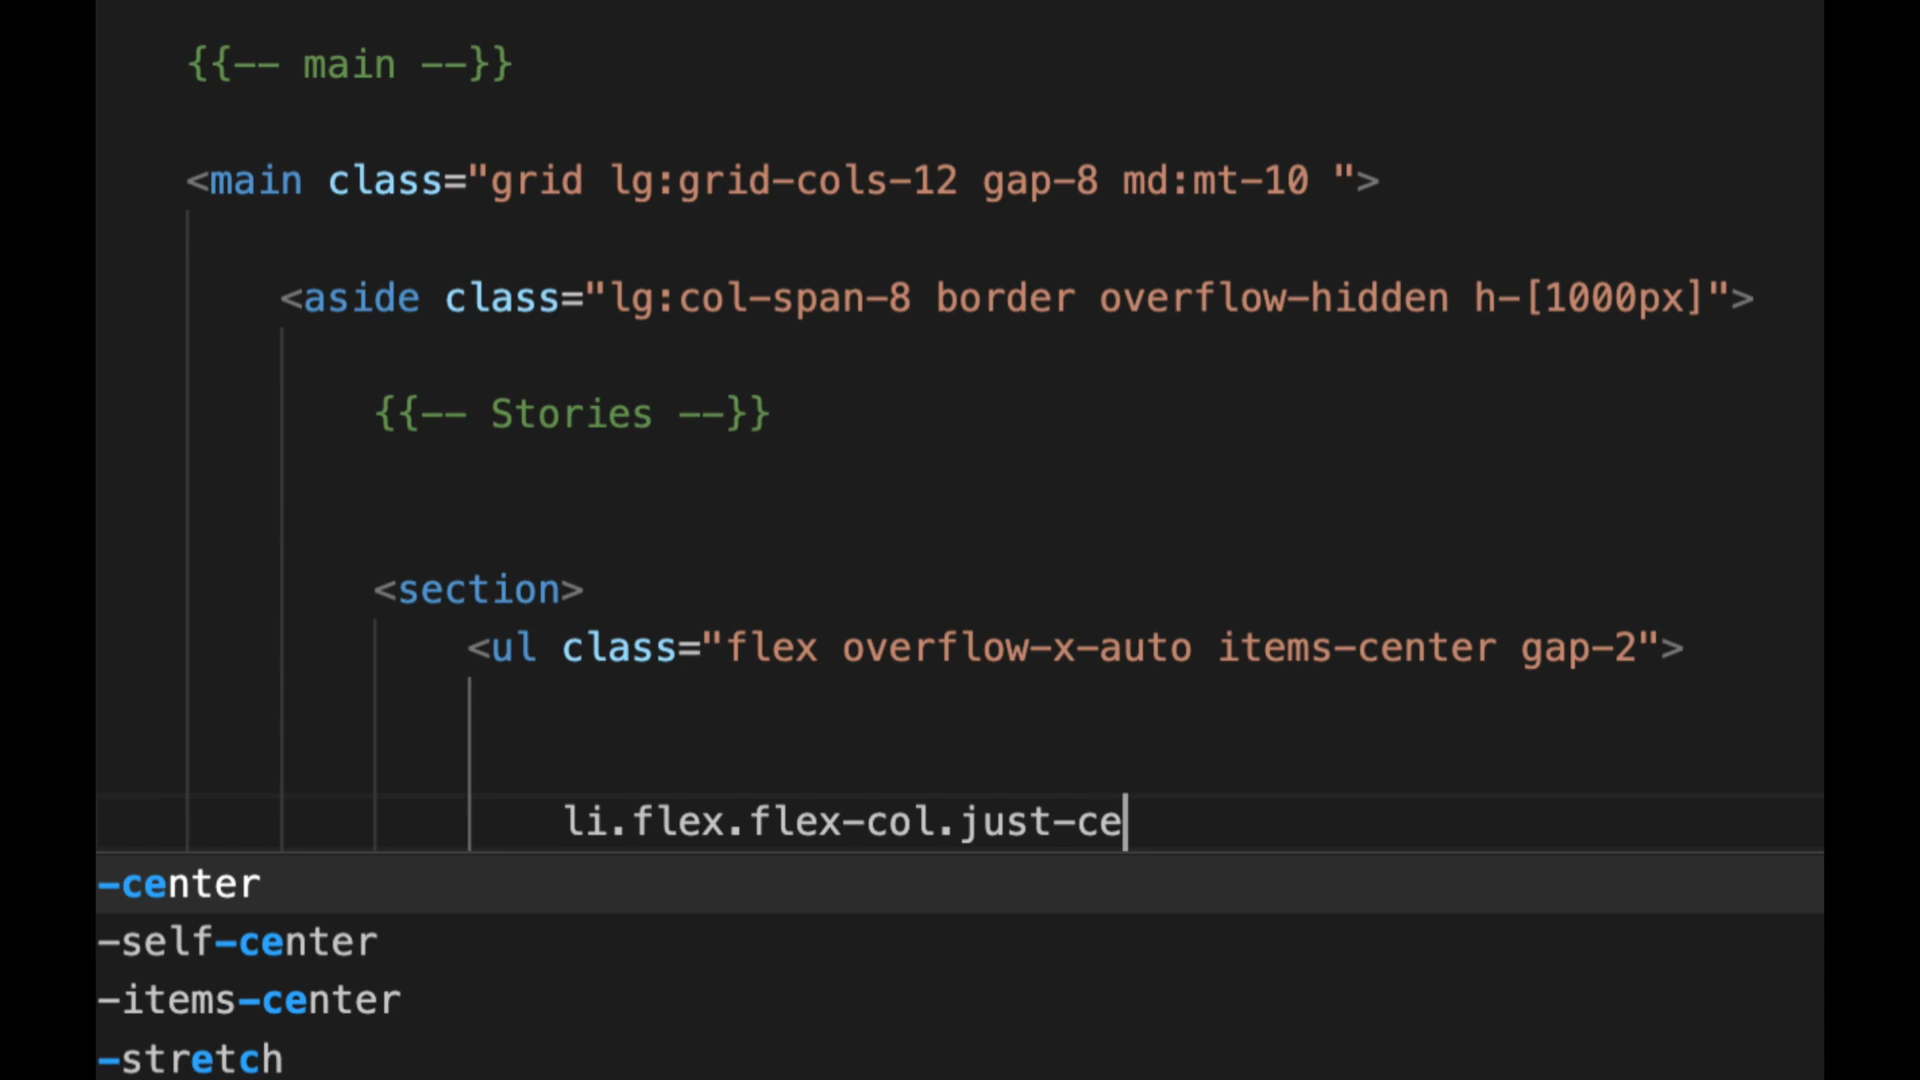 {{-- main --}}
<main class="grid lg:grid-cols-12 gap-8 md:mt-10 ">
<aside class="lg:col-span-8 border overflow-hidden h-[1000px]">
{{-- Stories --}}
<section>
<ul class="flex overflow-x-auto items-center gap-2">
li.flex.flex-col.just-ce
-center
-self-center
-items-center
-stretch